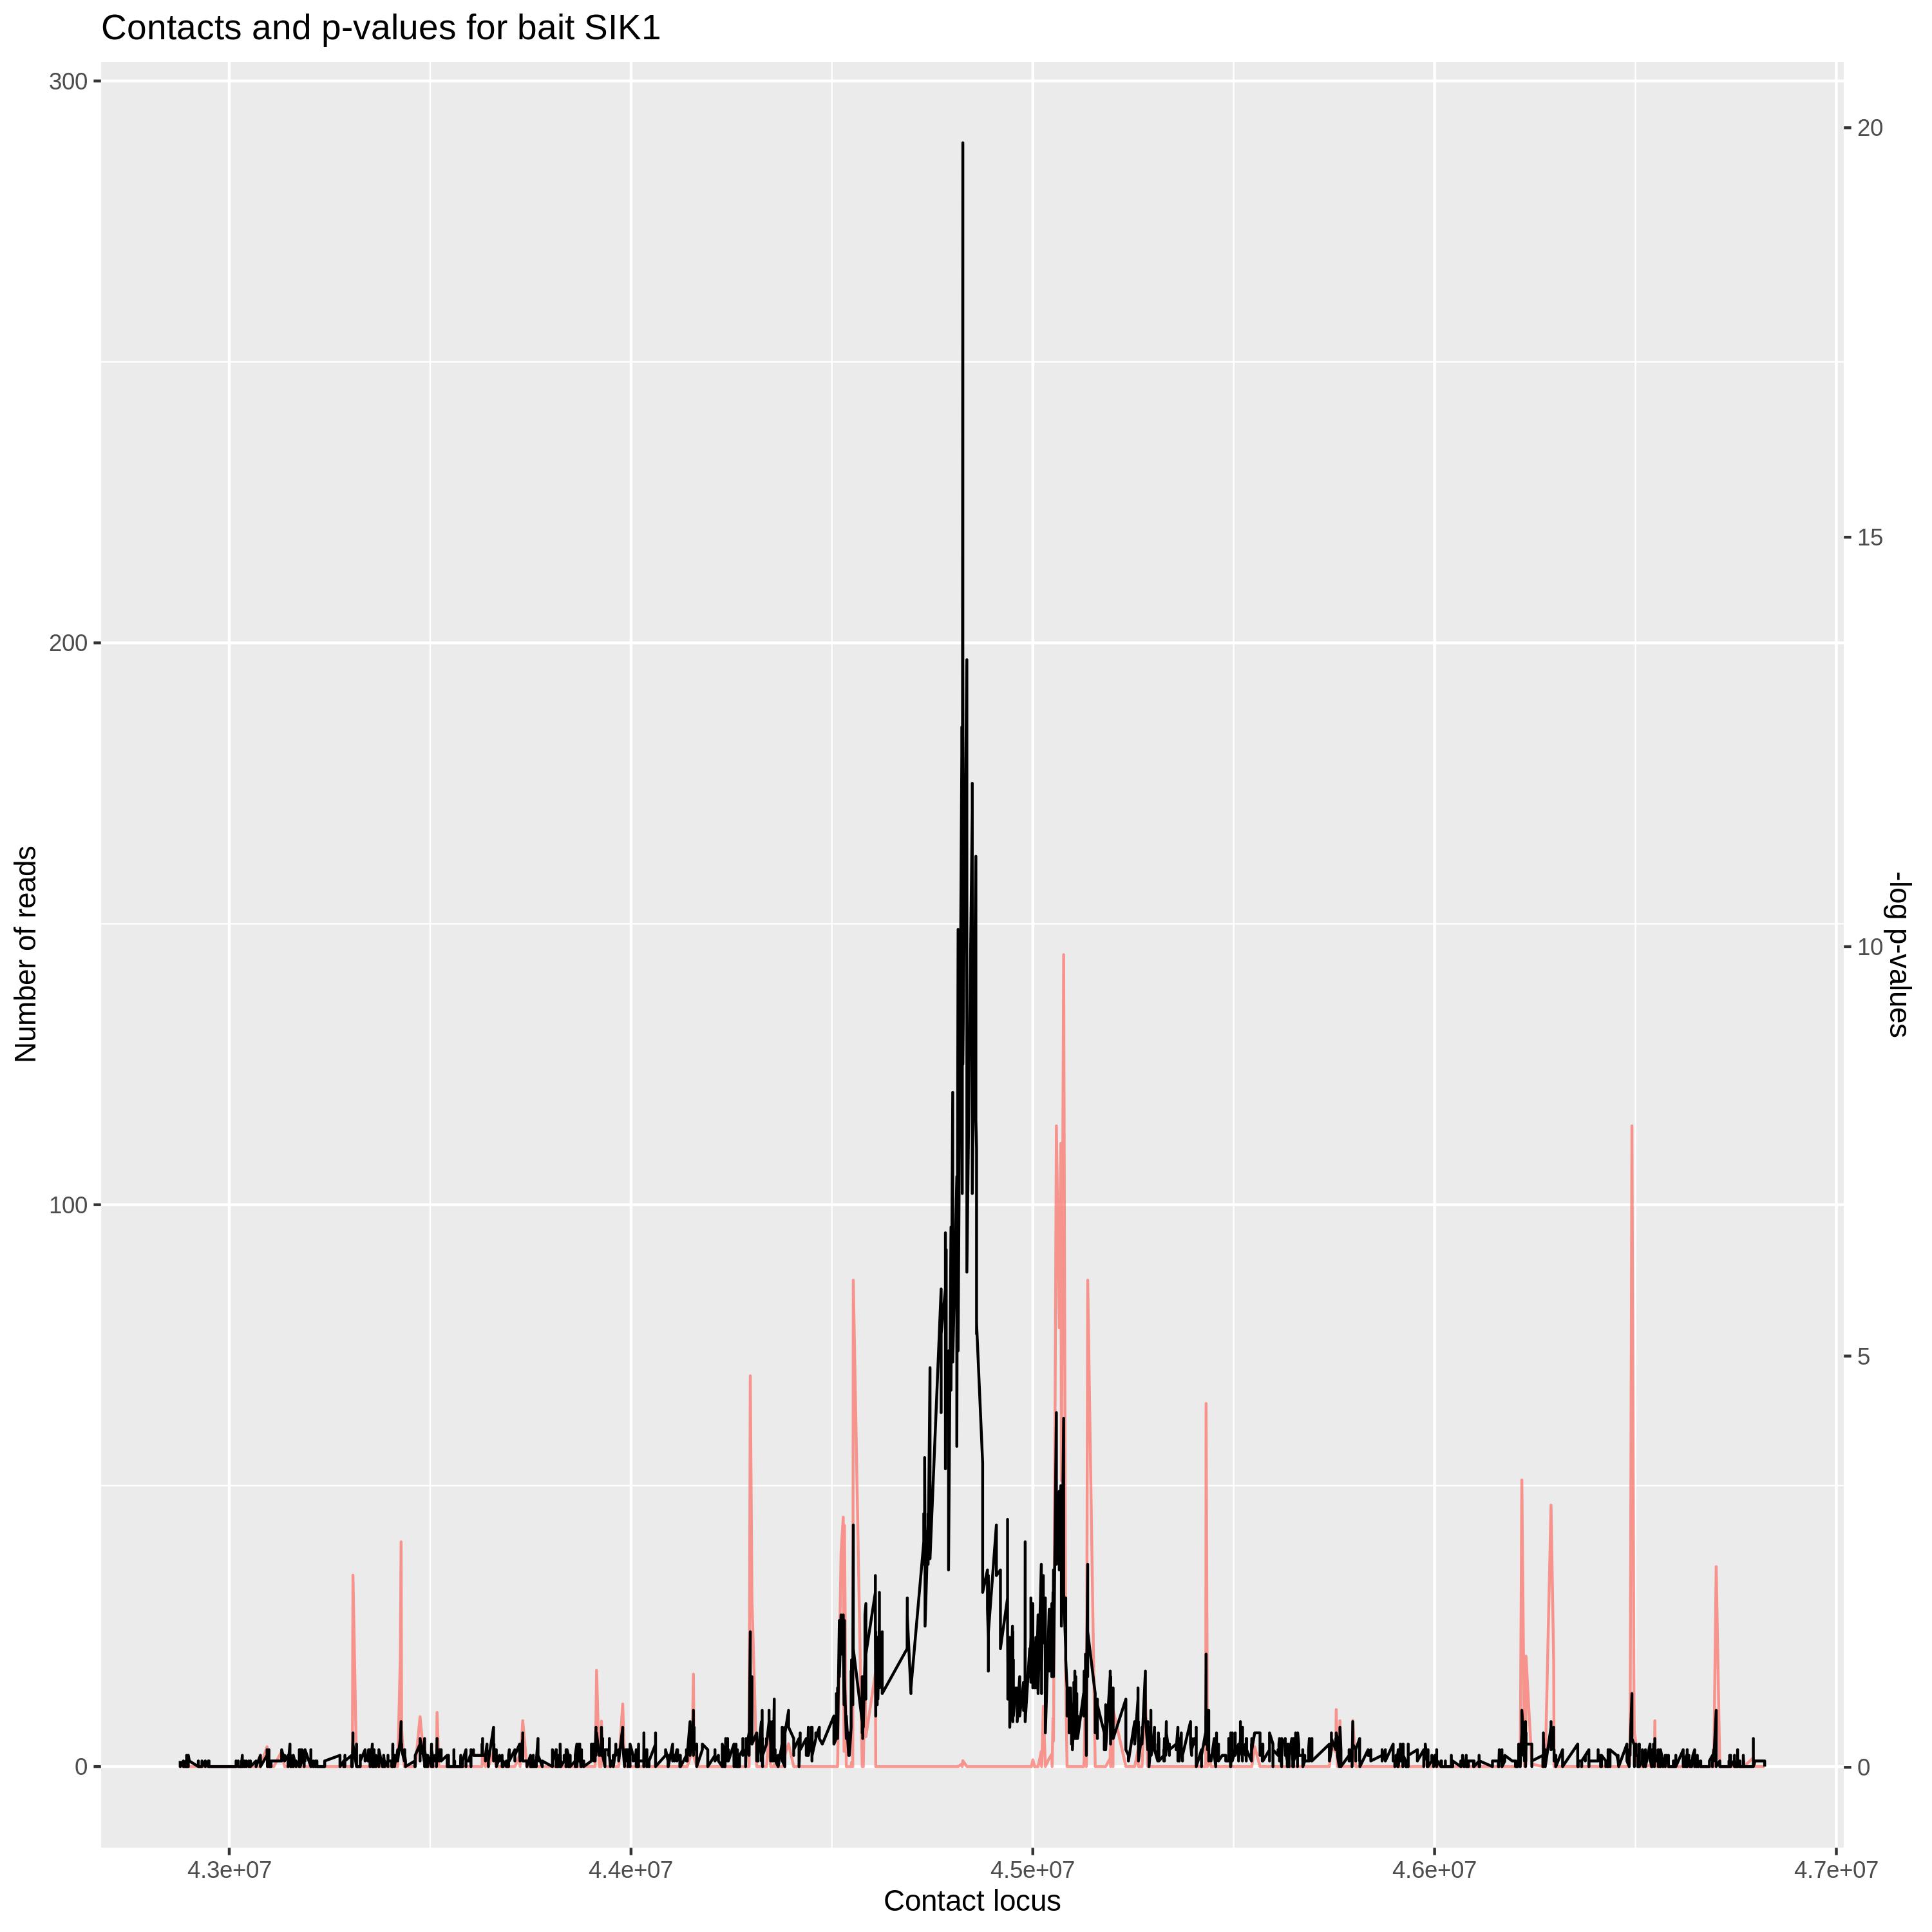 Contacts and p-values for bait SIK1
300
200
100
0
Number of reads
20
15
10
5
0
-log p-values
4.3e+07
4.4e+07
4.5e+07
4.6e+07
4.7e+07
Contact locus